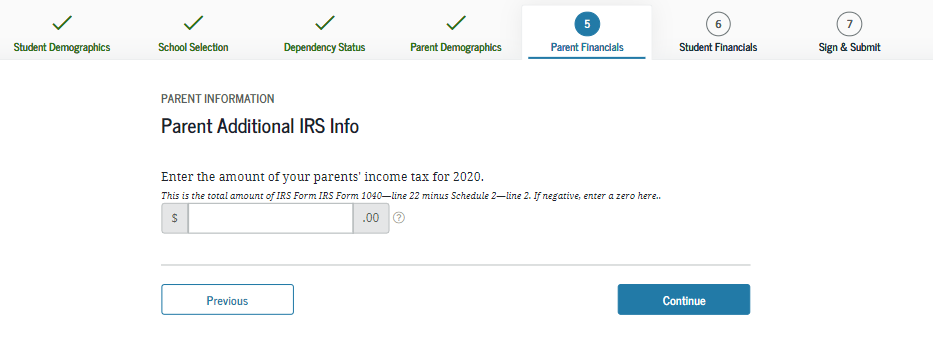 5 6 7
Student Demographics School Selection Dependency Status Parent Demographics Parent Financials Student Financials Sign & Submit
PARENT INFORMATION
Parent Additional IRS Info
Enter the amount of your parents' income tax for 2020.
This is the total amount of IRS Form IRS Form 1040—line 22 minus Schedule 2—line 2. If negative, enter a zero here..
$ .00 ?
Previous Continue